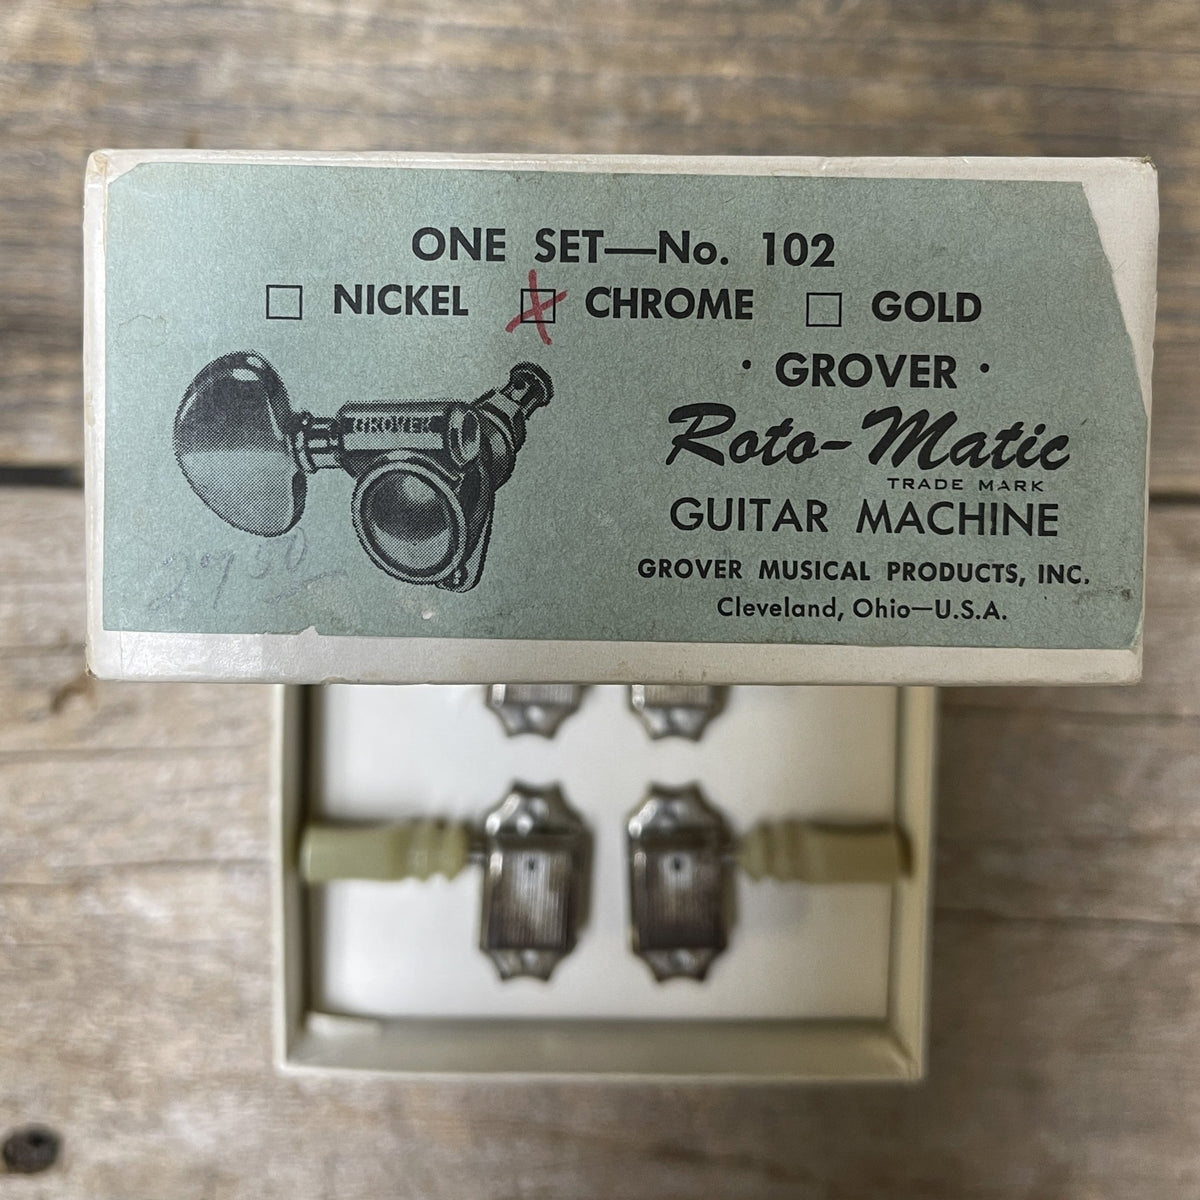 ONE SET—No. 102
NICKEL CHROME GOLD
· GROVER ·
Roto-Matic
TRADE MARK
GUITAR MACHINE
GROVER MUSICAL PRODUCTS, INC.
Cleveland, Ohio—U.S.A.
GROVER